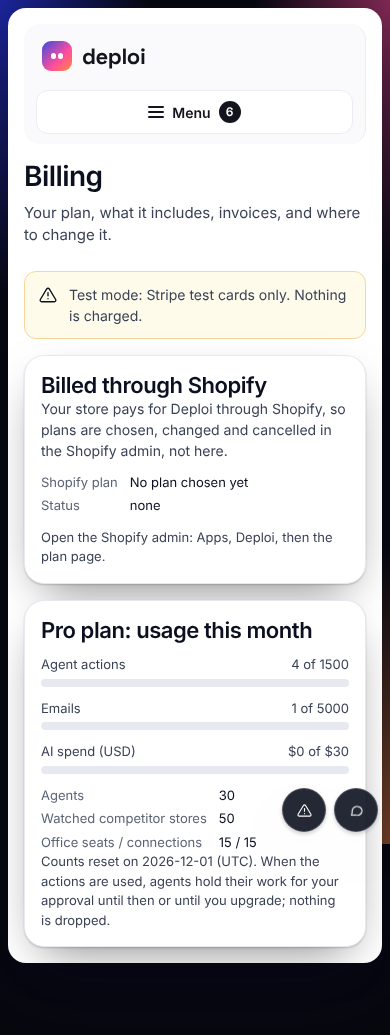 deploi
Menu 6
Billing
Your plan, what it includes, invoices, and where
to change it.
Test mode: Stripe test cards only. Nothing
is charged.
Billed through Shopify
Your store pays for Deploi through Shopify, so
plans are chosen, changed and cancelled in
the Shopify admin, not here.
Shopify plan No plan chosen yet
Status none
Open the Shopify admin: Apps, Deploi, then the
plan page.
Pro plan: usage this month
Agent actions 4 of 1500
Emails 1 of 5000
AI spend (USD) $0 of $30
Agents 30
Watched competitor stores 50
Office seats / connections 15 / 15
Counts reset on 2026-12-01 (UTC). When the
actions are used, agents hold their work for your
approval until then or until you upgrade; nothing
is dropped.